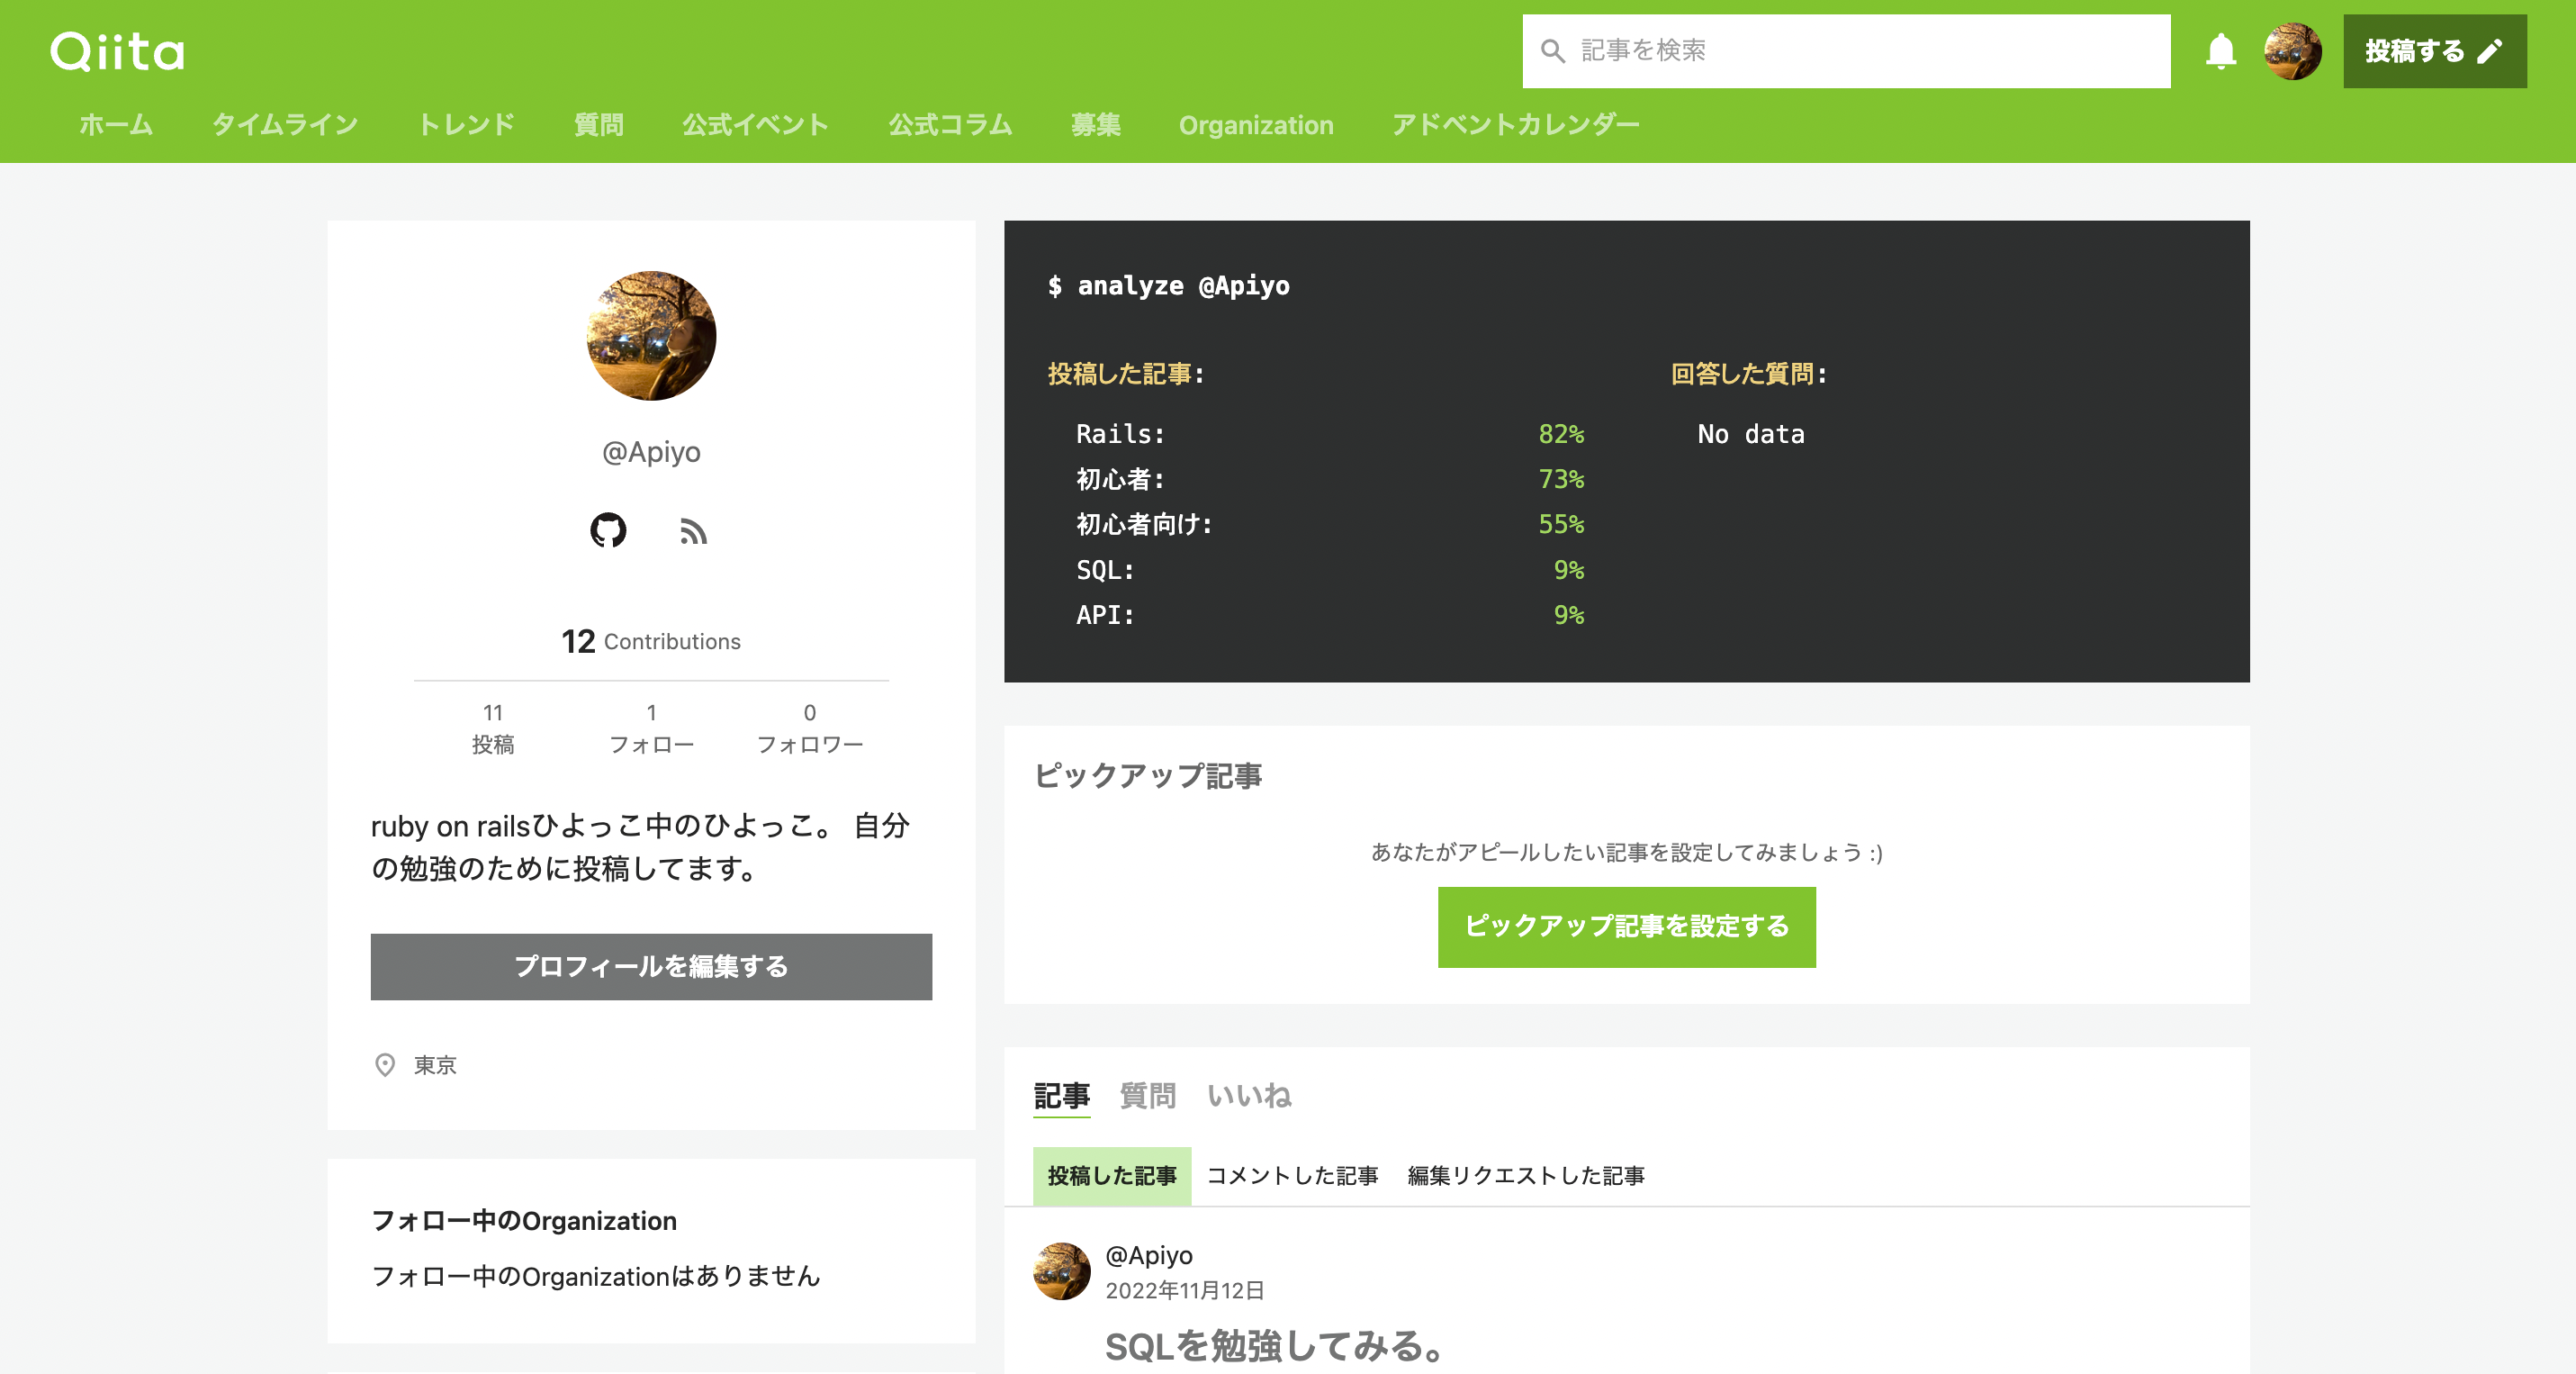 Qiita
記事を検索
投稿する
ホーム タイムライン トレンド 質問 公式イベント 公式コラム 募集 Organization アドベントカレンダー
@Apiyo
12 Contributions
11 1 0
投稿 フォロー フォロワー
ruby on railsひよっこ中のひよっこ。 自分
の勉強のために投稿してます。
プロフィールを編集する
東京
フォロー中のOrganization
フォロー中のOrganizationはありません
$ analyze @Apiyo
投稿した記事:
Rails: 82%
初心者: 73%
初心者向け: 55%
SQL: 9%
API: 9%
回答した質問:
No data
ピックアップ記事
あなたがアピールしたい記事を設定してみましょう :)
ピックアップ記事を設定する
記事 質問 いいね
投稿した記事 コメントした記事 編集リクエストした記事
@Apiyo
2022年11月12日
SQLを勉強してみる。